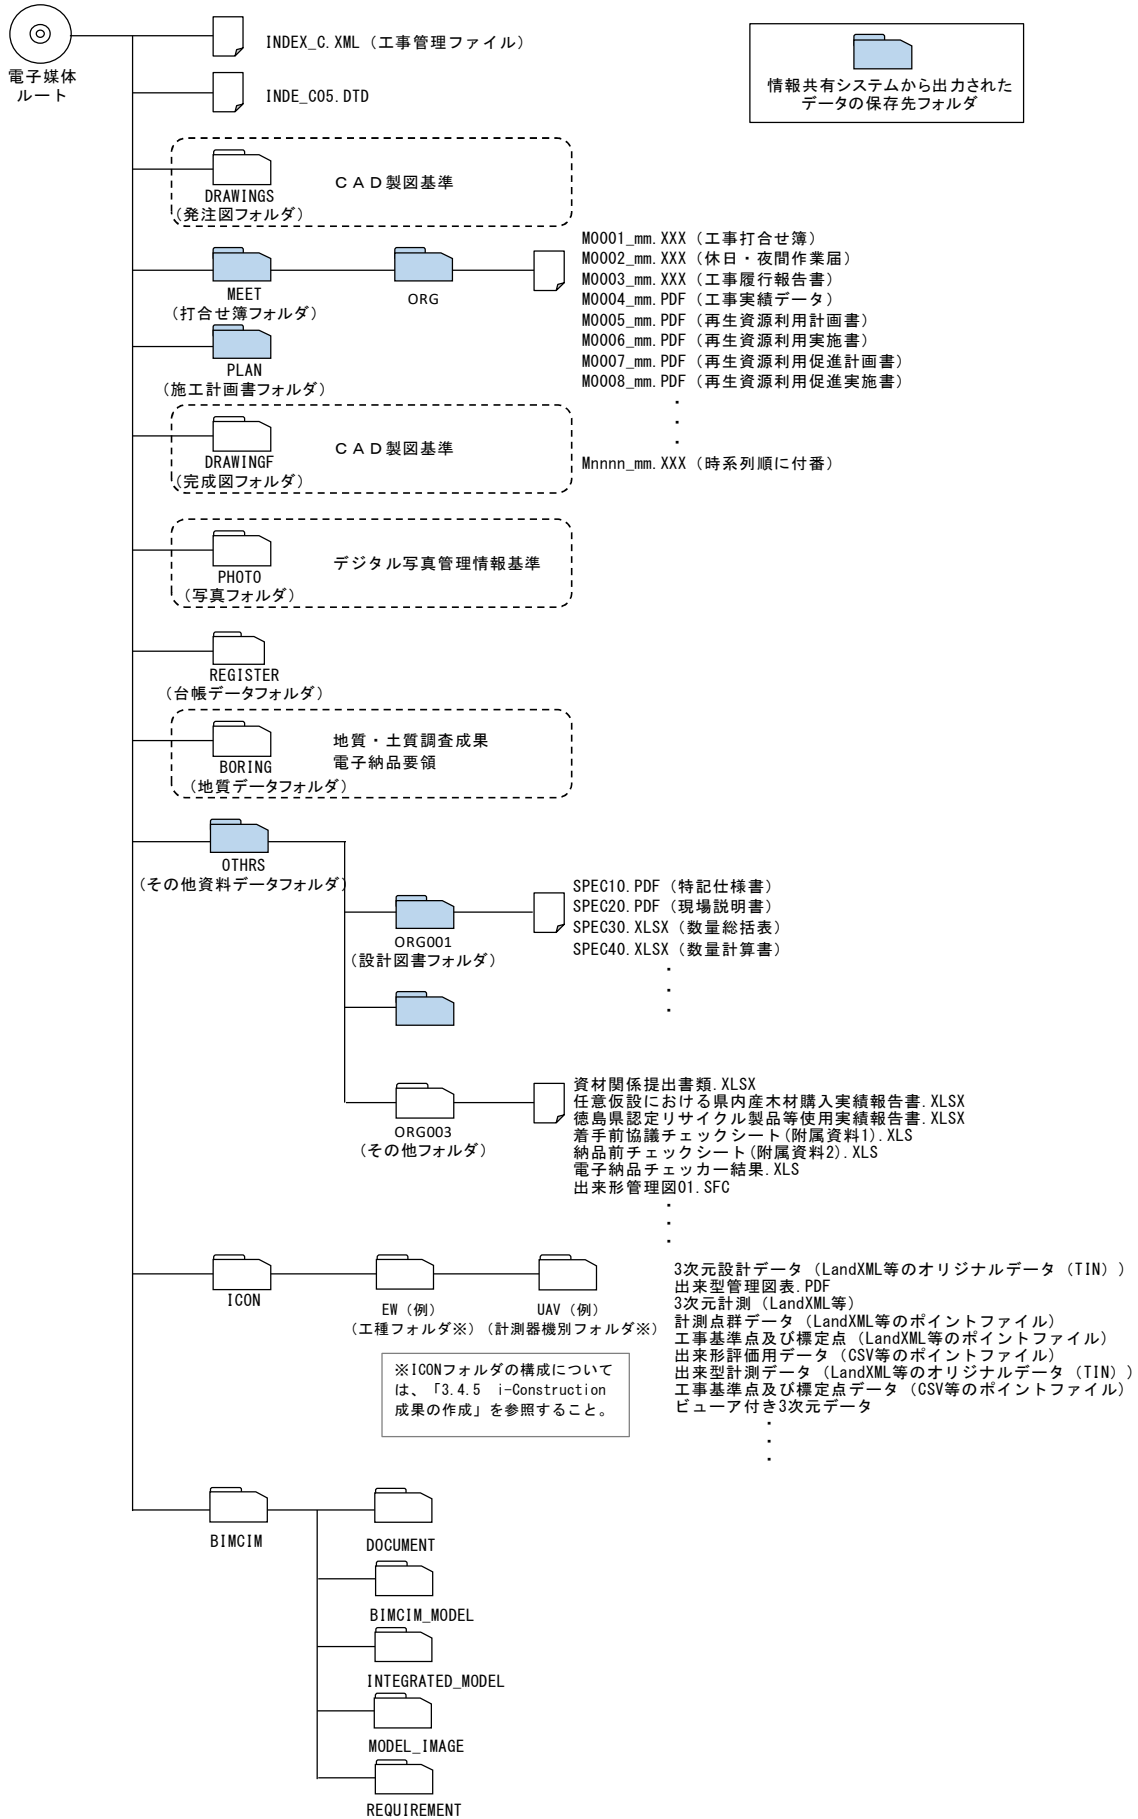 電子媒体
ルート
INDEX_C.XML（工事管理ファイル）
INDE_C05.DTD
情報共有システムから出力された
データの保存先フォルダ
DRAWINGS
（発注図フォルダ）
ＣＡＤ製図基準
MEET
（打合せ簿フォルダ）
ORG
M0001_mm.XXX（工事打合せ簿）
M0002_mm.XXX（休日・夜間作業届）
M0003_mm.XXX（工事履行報告書）
M0004_mm.PDF（工事実績データ）
M0005_mm.PDF（再生資源利用計画書）
M0006_mm.PDF（再生資源利用実施書）
M0007_mm.PDF（再生資源利用促進計画書）
M0008_mm.PDF（再生資源利用促進実施書）
・
・
・
Mnnnn_mm.XXX（時系列順に付番）
PLAN
（施工計画書フォルダ）
DRAWINGF
（完成図フォルダ）
ＣＡＤ製図基準
PHOTO
（写真フォルダ）
デジタル写真管理情報基準
REGISTER
（台帳データフォルダ）
BORING
（地質データフォルダ）
地質・土質調査成果
電子納品要領
OTHRS
（その他資料データフォルダ）
ORG001
（設計図書フォルダ）
SPEC10.PDF（特記仕様書）
SPEC20.PDF（現場説明書）
SPEC30.XLSX（数量総括表）
SPEC40.XLSX（数量計算書）
・
・
・
ORG003
（その他フォルダ）
資材関係提出書類.XLSX
任意仮設における県内産木材購入実績報告書.XLSX
徳島県認定リサイクル製品等使用実績報告書.XLSX
着手前協議チェックシート(附属資料1).XLS
納品前チェックシート(附属資料2).XLS
電子納品チェッカー結果.XLS
出来形管理図01.SFC
・
・
・
ICON
EW（例）
（工種フォルダ※）
UAV（例）
（計測器機別フォルダ※）
※ICONフォルダの構成について
は、「3.4.5 i-Construction
成果の作成」を参照すること。
3次元設計データ（LandXML等のオリジナルデータ（TIN））
出来型管理図表.PDF
3次元計測（LandXML等）
計測点群データ（LandXML等のポイントファイル）
工事基準点及び標定点（LandXML等のポイントファイル）
出来形評価用データ（CSV等のポイントファイル）
出来型計測データ（LandXML等のオリジナルデータ（TIN））
工事基準点及び標定点データ（CSV等のポイントファイル）
ビューア付き3次元データ
・
・
・
BIMCIM
DOCUMENT
BIMCIM_MODEL
INTEGRATED_MODEL
MODEL_IMAGE
REQUIREMENT